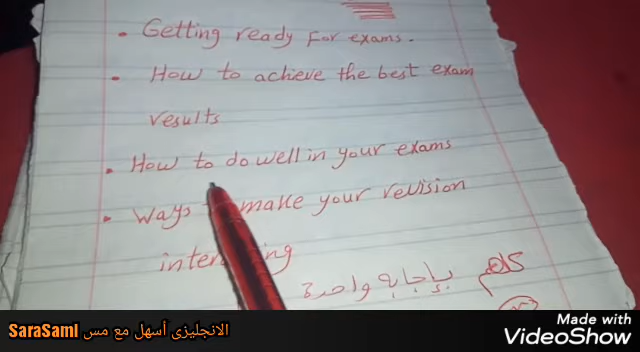 • Getting ready For exams.
• How to achieve the best exam
results
• How to do well in your exams
• Ways make your revision
كلهم بإجابة واحدة
الانجليزى أسهل مع مس SaraSamI
Made with
VideoShow